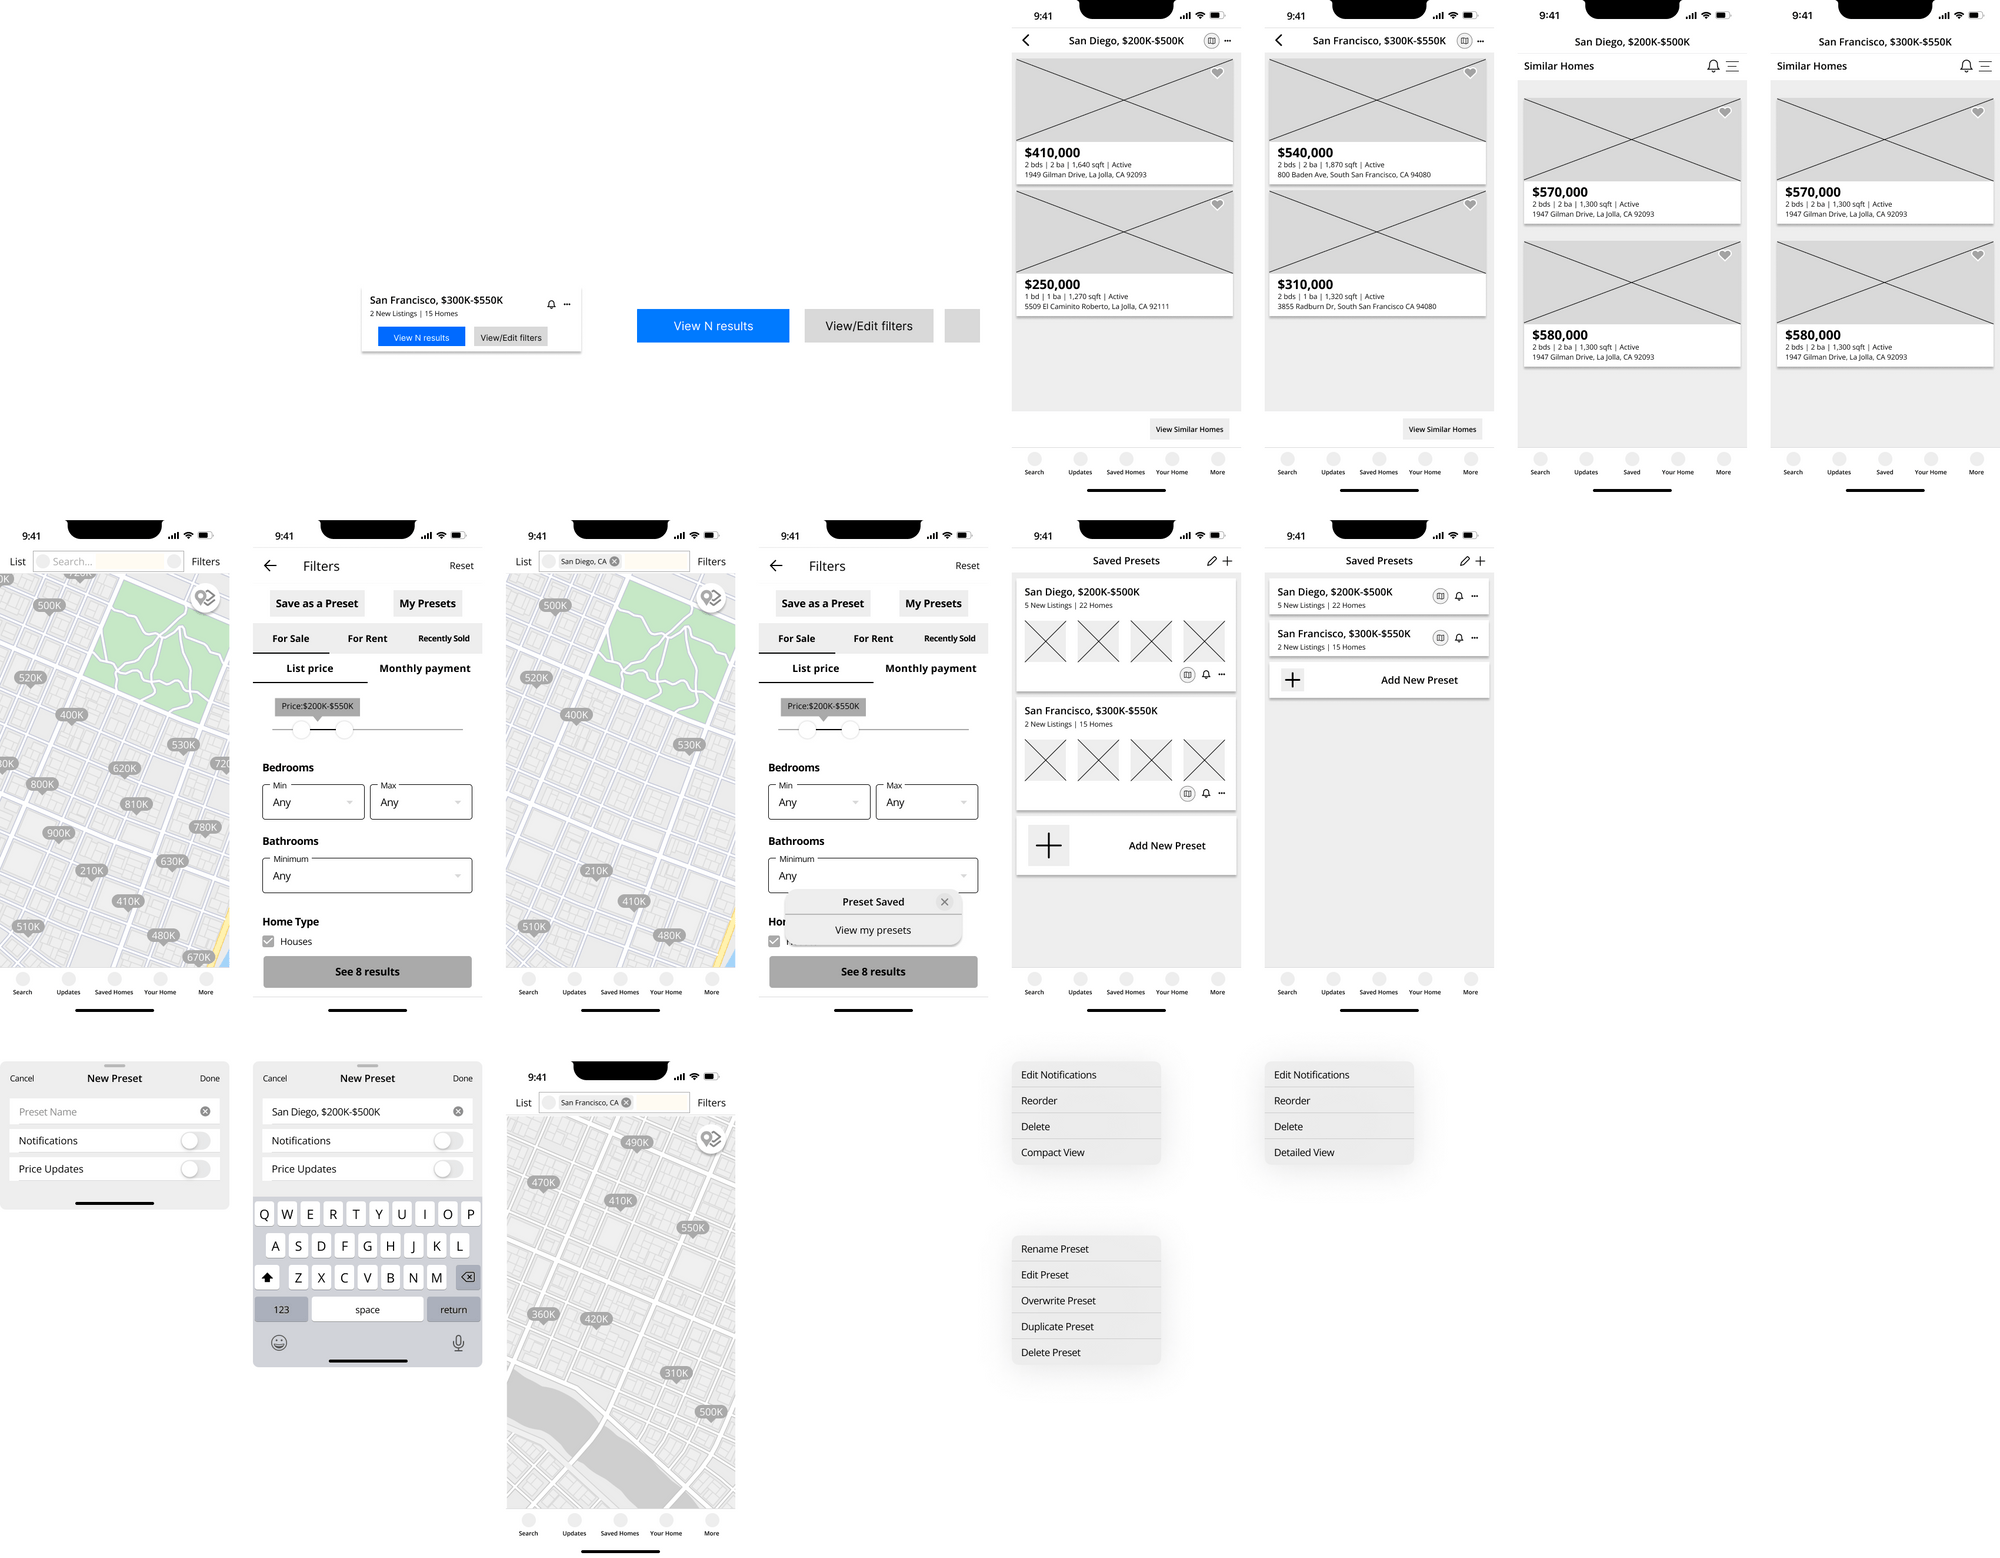 San Francisco, $300K-$550K
2 New Listings | 15 Homes
View N results
View/Edit filters
View N results
View/Edit filters
9:41
San Diego, $200K-$500K
$410,000
2 bds | 2 ba | 1,640 sqft | Active
1949 Gilman Drive, La Jolla, CA 92093
$250,000
1 bd | 1 ba | 1,270 sqft | Active
5509 El Caminito Roberto, La Jolla, CA 92111
View Similar Homes
Search
Updates
Saved Homes
Your Home
More
9:41
San Francisco, $300K-$550K
$540,000
2 bds | 2 ba | 1,870 sqft | Active
800 Baden Ave, South San Francisco, CA 94080
$310,000
2 bds | 1 ba | 1,320 sqft | Active
3855 Radburn Dr, South San Francisco CA 94080
View Similar Homes
Search
Updates
Saved Homes
Your Home
More
9:41
San Diego, $200K-$500K
Similar Homes
$570,000
2 bds | 2 ba | 1,300 sqft | Active
1947 Gilman Drive, La Jolla, CA 92093
$580,000
2 bds | 2 ba | 1,300 sqft | Active
1947 Gilman Drive, La Jolla, CA 92093
Search
Updates
Saved
Your Home
More
9:41
San Francisco, $300K-$550K
Similar Homes
$570,000
2 bds | 2 ba | 1,300 sqft | Active
1947 Gilman Drive, La Jolla, CA 92093
$580,000
2 bds | 2 ba | 1,300 sqft | Active
1947 Gilman Drive, La Jolla, CA 92093
Search
Updates
Saved
Your Home
More
9:41
List
Search...
Filters
500K
520K
400K
530K
620K
800K
810K
780K
900K
630K
210K
410K
510K
480K
670K
Search
Updates
Saved Homes
Your Home
More
9:41
Filters
Reset
Save as a Preset
My Presets
For Sale
For Rent
Recently Sold
List price
Monthly payment
Price:$200K-$550K
Bedrooms
Min
Any
Max
Any
Bathrooms
Minimum
Any
Home Type
Houses
See 8 results
9:41
List
San Diego, CA
Filters
500K
520K
400K
530K
210K
410K
510K
480K
Search
Updates
Saved Homes
Your Home
More
9:41
Filters
Reset
Save as a Preset
My Presets
For Sale
For Rent
Recently Sold
List price
Monthly payment
Price:$200K-$550K
Bedrooms
Min
Any
Max
Any
Bathrooms
Minimum
Any
Preset Saved
View my presets
See 8 results
9:41
Saved Presets
San Diego, $200K-$500K
5 New Listings | 22 Homes
San Francisco, $300K-$550K
2 New Listings | 15 Homes
Add New Preset
Search
Updates
Saved Homes
Your Home
More
9:41
Saved Presets
San Diego, $200K-$500K
5 New Listings | 22 Homes
San Francisco, $300K-$550K
2 New Listings | 15 Homes
Add New Preset
Search
Updates
Saved Homes
Your Home
More
Cancel
New Preset
Done
Preset Name
Notifications
Price Updates
Cancel
New Preset
Done
San Diego, $200K-$500K
Notifications
Price Updates
Q W E R T Y U I O P
A S D F G H J K L
Z X C V B N M
123 space return
9:41
List
San Francisco, CA
Filters
490K
470K
410K
550K
360K
420K
310K
500K
Search
Updates
Saved Homes
Your Home
More
Edit Notifications
Reorder
Delete
Compact View
Edit Notifications
Reorder
Delete
Detailed View
Rename Preset
Edit Preset
Overwrite Preset
Duplicate Preset
Delete Preset